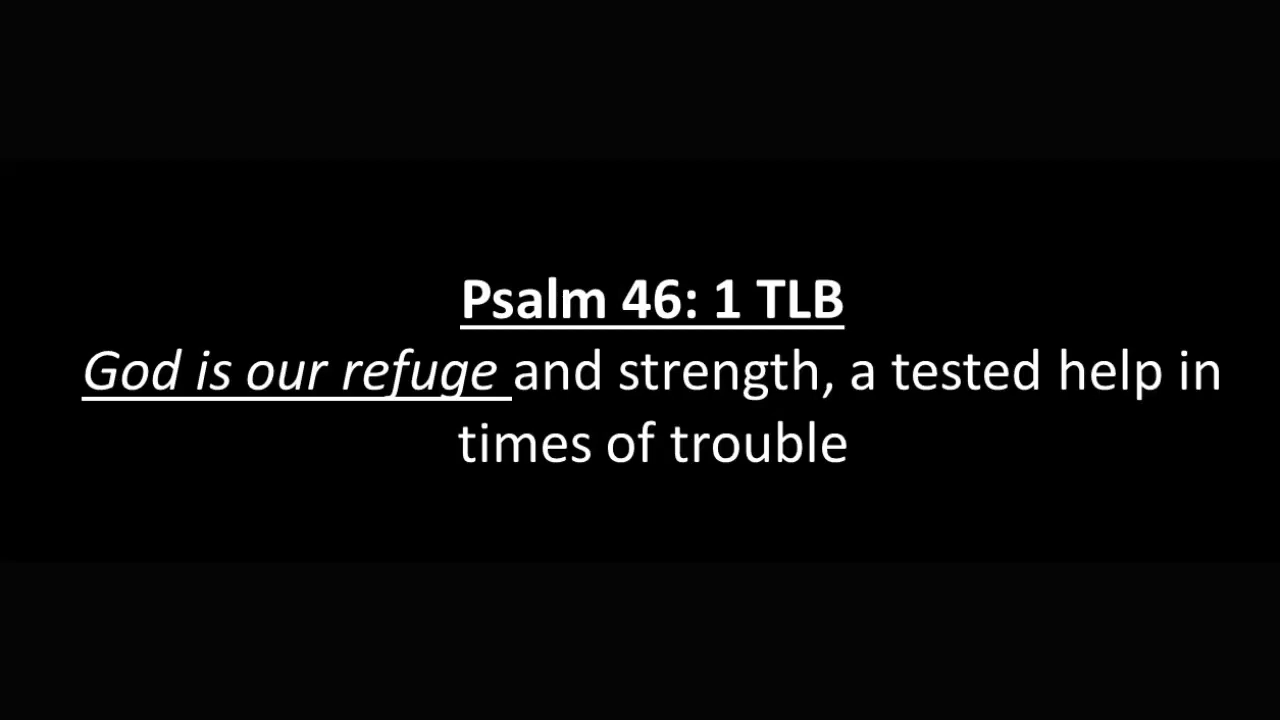 Psalm 46: 1 TLB
God is our refuge and strength, a tested help in
times of trouble